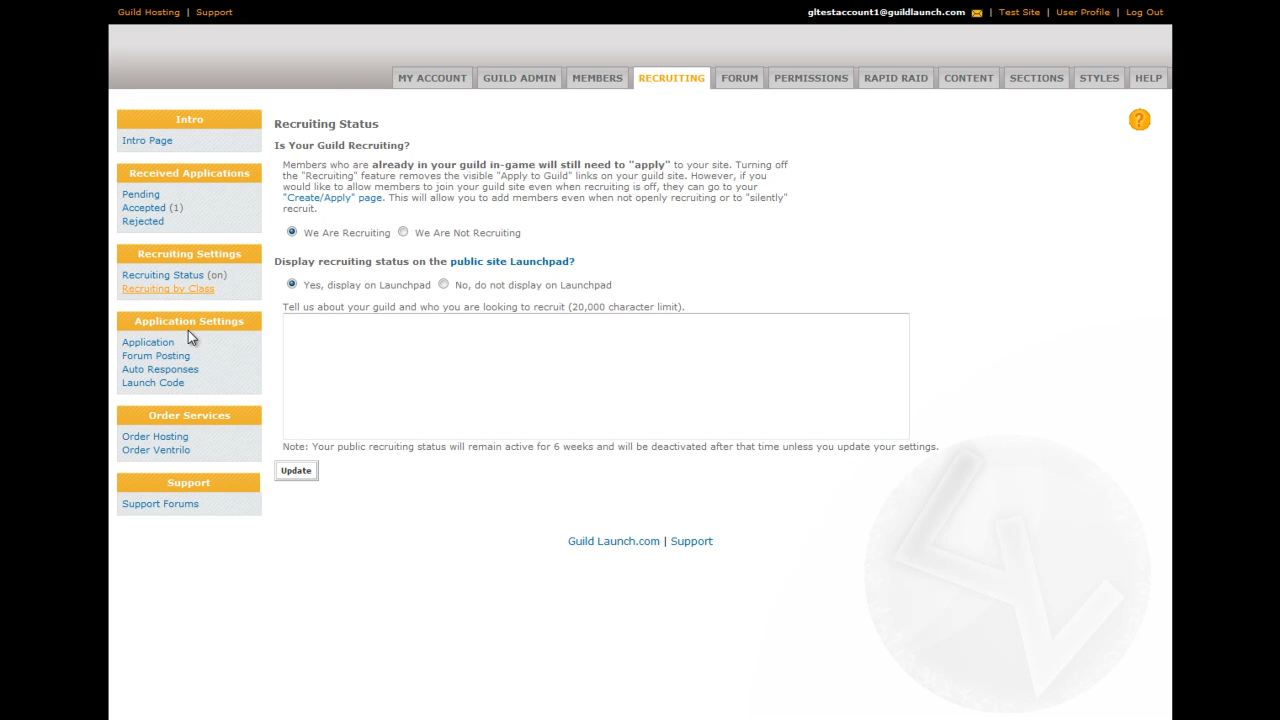 Guild Hosting | Support
gltestaccount1@guildlaunch.com | Test Site | User Profile | Log Out
MY ACCOUNT GUILD ADMIN MEMBERS RECRUITING FORUM PERMISSIONS RAPID RAID CONTENT SECTIONS STYLES HELP
Intro
Intro Page
Received Applications
Pending
Accepted (1)
Rejected
Recruiting Settings
Recruiting Status (on)
Recruiting by Class
Application Settings
Application
Forum Posting
Auto Responses
Launch Code
Order Services
Order Hosting
Order Ventrilo
Support
Support Forums
?
Recruiting Status
Is Your Guild Recruiting?
Members who are already in your guild in-game will still need to "apply" to your site. Turning off
the "Recruiting" feature removes the visible "Apply to Guild" links on your guild site. However, if you
would like to allow members to join your guild site even when recruiting is off, they can go to your
"Create/Apply" page. This will allow you to add members even when not openly recruiting or to "silently"
recruit.
We Are Recruiting We Are Not Recruiting
Display recruiting status on the public site Launchpad?
Yes, display on Launchpad No, do not display on Launchpad
Tell us about your guild and who you are looking to recruit (20,000 character limit).
Note: Your public recruiting status will remain active for 6 weeks and will be deactivated after that time unless you update your settings.
Update
Guild Launch.com | Support